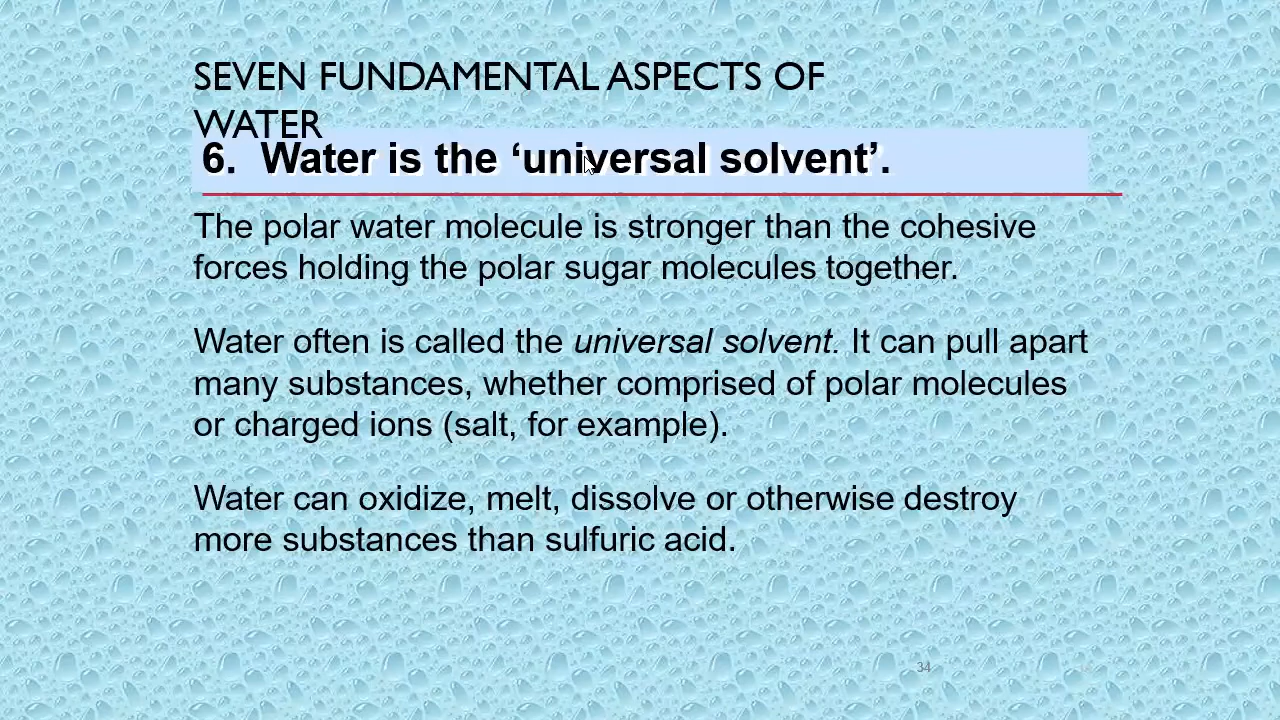 SEVEN FUNDAMENTAL ASPECTS OF
WATER
6. Water is the ‘universal solvent’.
The polar water molecule is stronger than the cohesive
forces holding the polar sugar molecules together.
Water often is called the universal solvent. It can pull apart
many substances, whether comprised of polar molecules
or charged ions (salt, for example).
Water can oxidize, melt, dissolve or otherwise destroy
more substances than sulfuric acid.
34